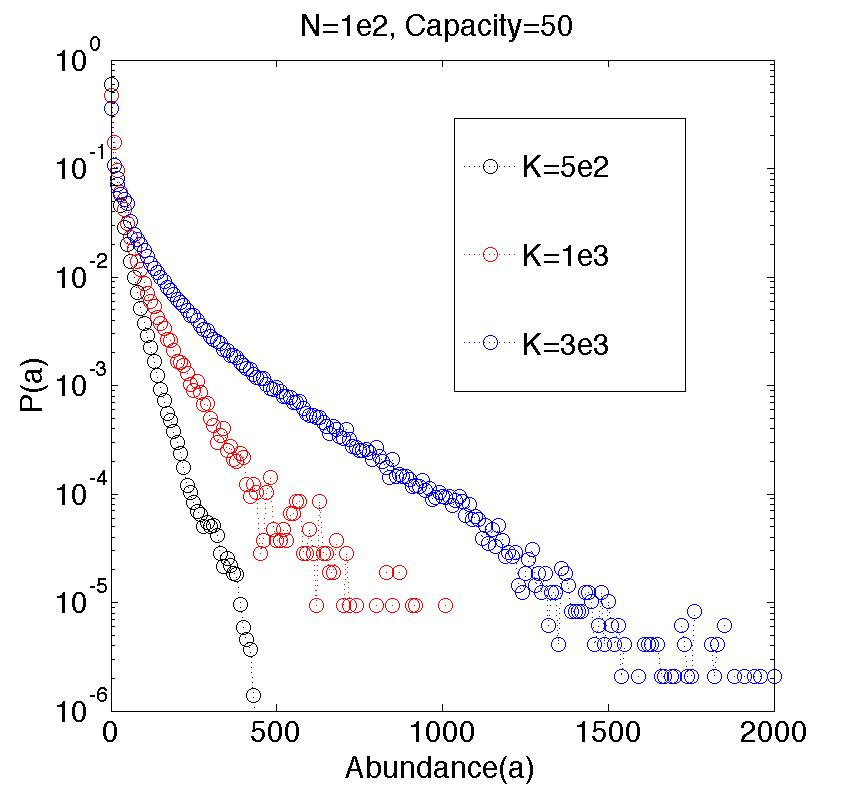 N=1e2, Capacity=50
10^0
10^-1
10^-2
10^-3
10^-4
10^-5
10^-6
P(a)
K=5e2
K=1e3
K=3e3
0 500 1000 1500 2000
Abundance(a)